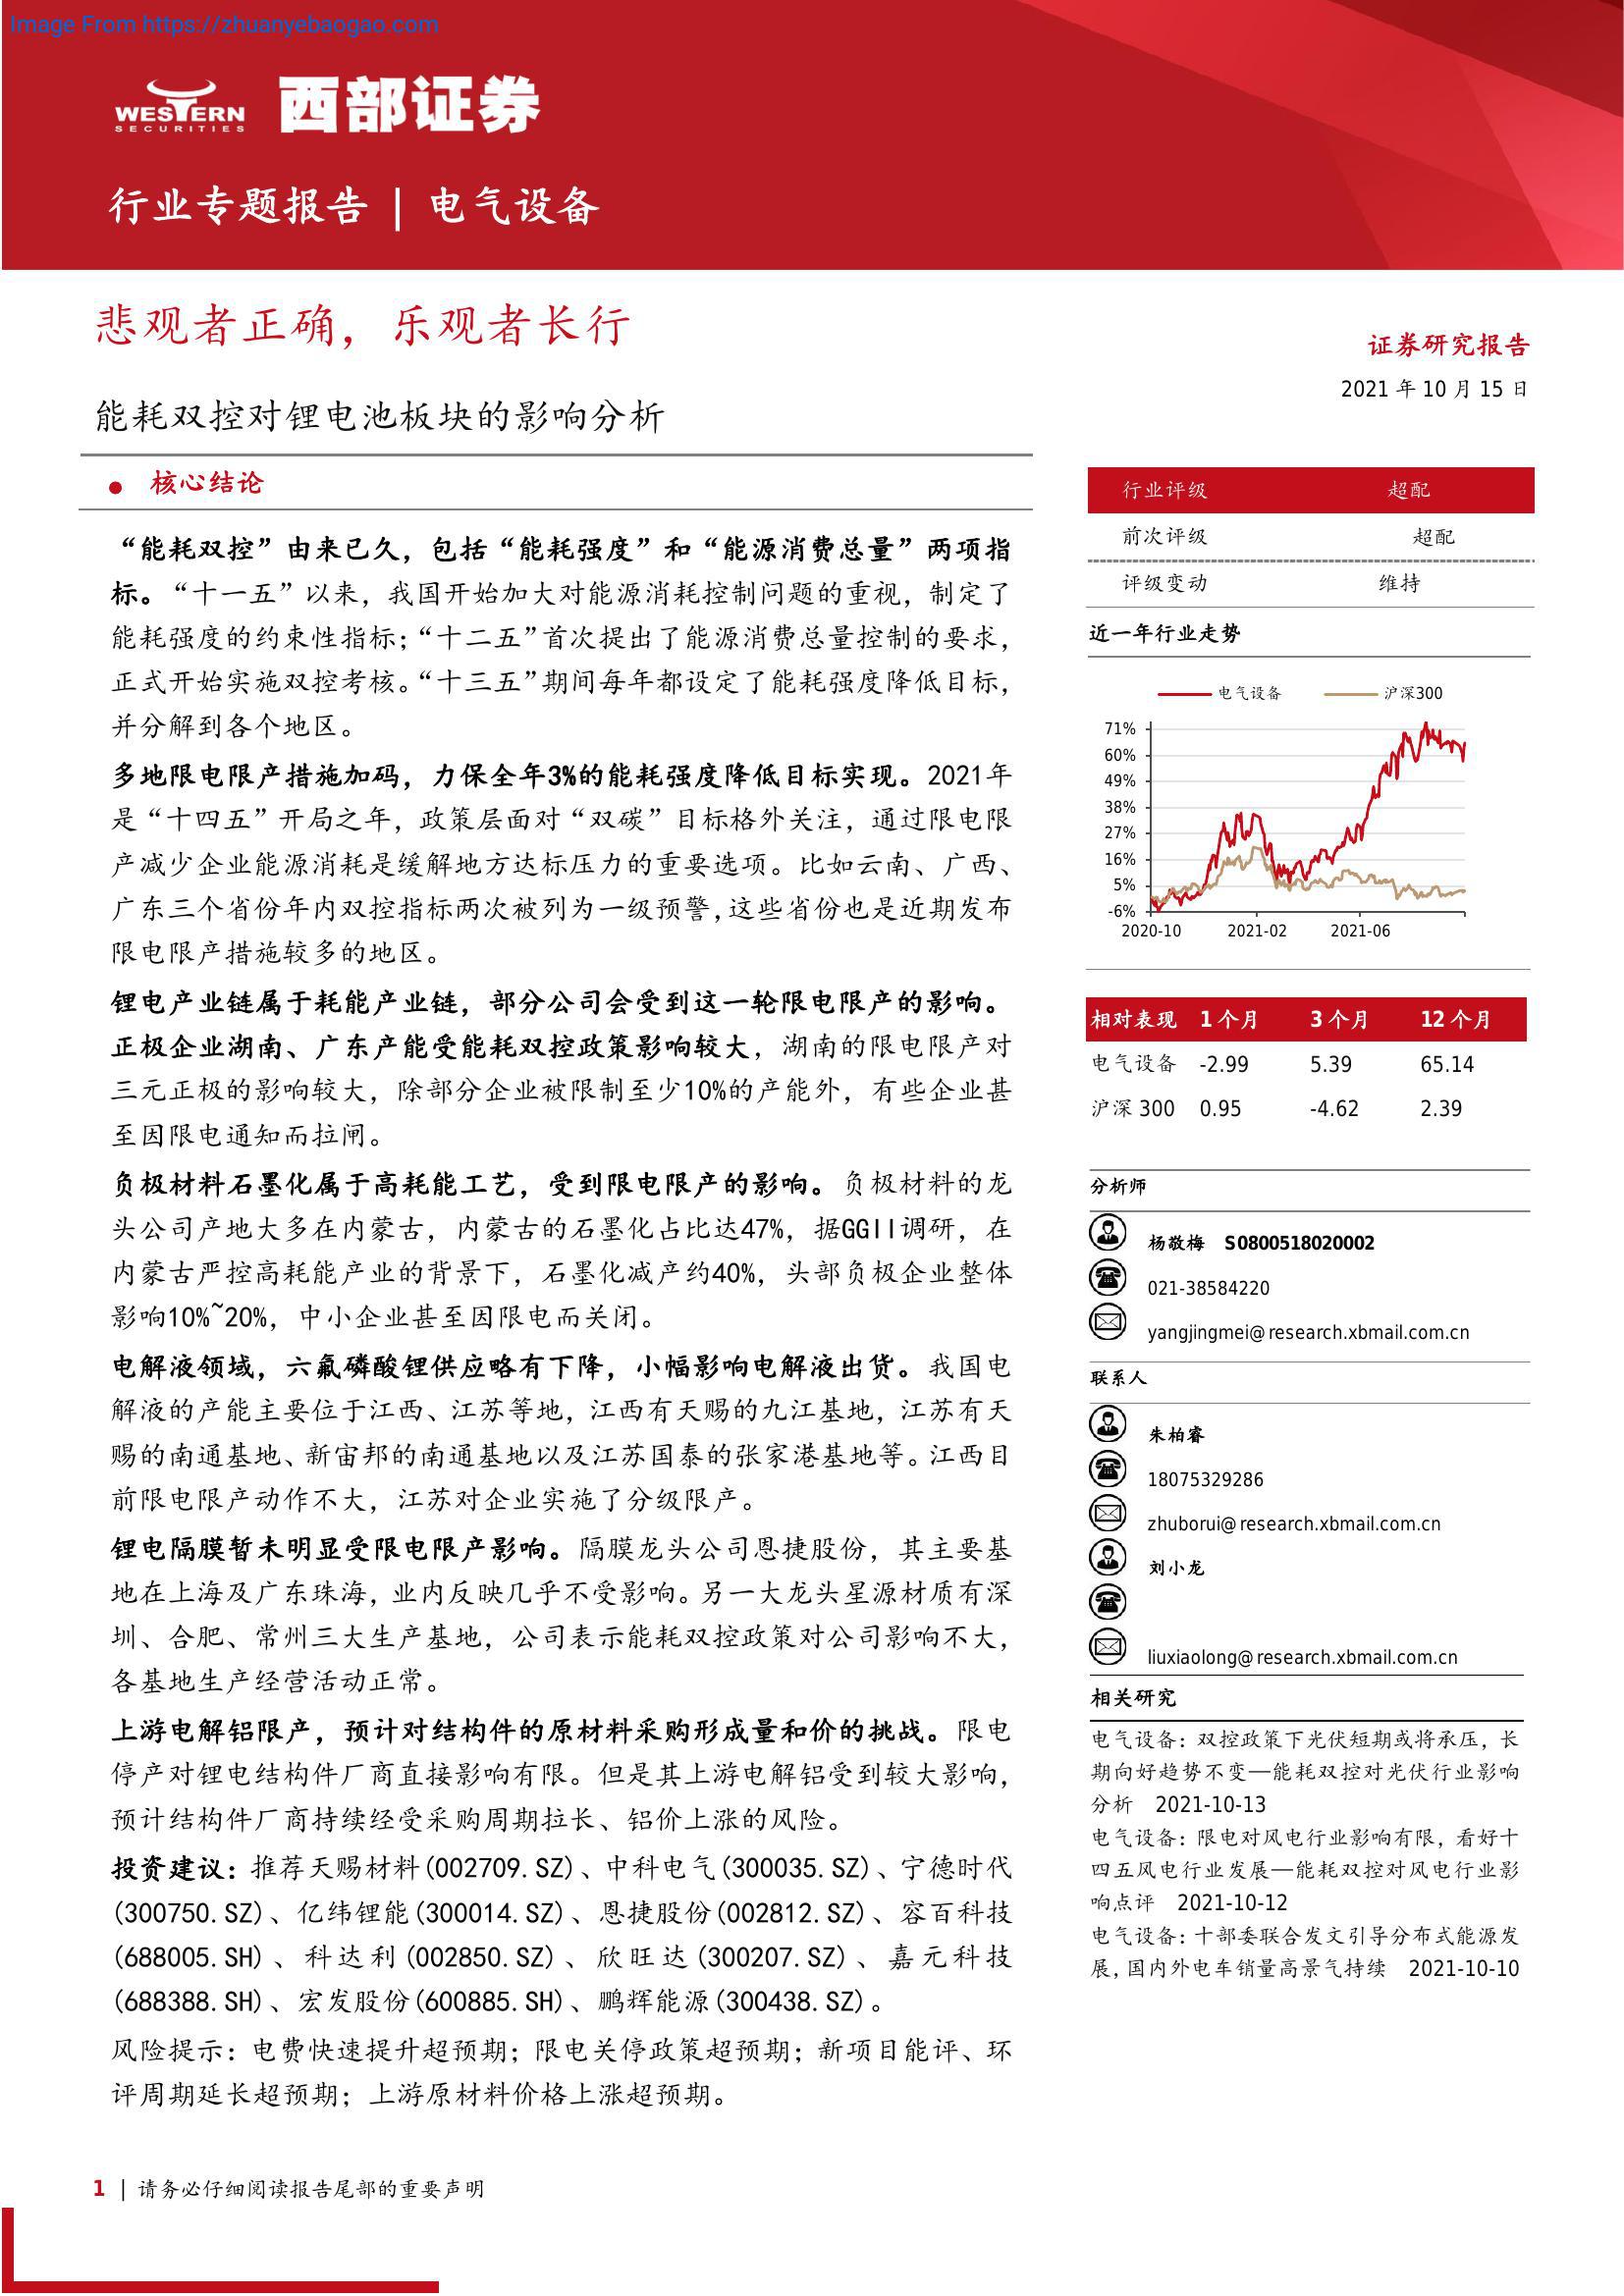 Image From https://zhuanyebaogao.com
WESTERN
SECURITIES
西部证券
行业专题报告 | 电气设备
悲观者正确，乐观者长行
能耗双控对锂电池板块的影响分析
● 核心结论
“能耗双控”由来已久，包括“能耗强度”和“能源消费总量”两项指
标。“十一五”以来，我国开始加大对能源消耗控制问题的重视，制定了
能耗强度的约束性指标；“十二五”首次提出了能源消费总量控制的要求，
正式开始实施双控考核。“十三五”期间每年都设定了能耗强度降低目标，
并分解到各个地区。
多地限电限产措施加码，力保全年3%的能耗强度降低目标实现。2021年
是“十四五”开局之年，政策层面对“双碳”目标格外关注，通过限电限
产减少企业能源消耗是缓解地方达标压力的重要选项。比如云南、广西、
广东三个省份年内双控指标两次被列为一级预警，这些省份也是近期发布
限电限产措施较多的地区。
锂电产业链属于耗能产业链，部分公司会受到这一轮限电限产的影响。
正极企业湖南、广东产能受能耗双控政策影响较大，湖南的限电限产对
三元正极的影响较大，除部分企业被限制至少10%的产能外，有些企业甚
至因限电通知而拉闸。
负极材料石墨化属于高耗能工艺，受到限电限产的影响。负极材料的龙
头公司产地大多在内蒙古，内蒙古的石墨化占比达47%，据GGII调研，在
内蒙古严控高耗能产业的背景下，石墨化减产约40%，头部负极企业整体
影响10%~20%，中小企业甚至因限电而关闭。
电解液领域，六氟磷酸锂供应略有下降，小幅影响电解液出货。我国电
解液的产能主要位于江西、江苏等地，江西有天赐的九江基地，江苏有天
赐的南通基地、新宙邦的南通基地以及江苏国泰的张家港基地等。江西目
前限电限产动作不大，江苏对企业实施了分级限产。
锂电隔膜暂未明显受限电限产影响。隔膜龙头公司恩捷股份，其主要基
地在上海及广东珠海，业内反映几乎不受影响。另一大龙头星源材质有深
圳、合肥、常州三大生产基地，公司表示能耗双控政策对公司影响不大，
各基地生产经营活动正常。
上游电解铝限产，预计对结构件的原材料采购形成量和价的挑战。限电
停产对锂电结构件厂商直接影响有限。但是其上游电解铝受到较大影响，
预计结构件厂商持续经受采购周期拉长、铝价上涨的风险。
投资建议：推荐天赐材料(002709.SZ)、中科电气(300035.SZ)、宁德时代
(300750.SZ)、亿纬锂能(300014.SZ)、恩捷股份(002812.SZ)、容百科技
(688005.SH)、科达利(002850.SZ)、欣旺达(300207.SZ)、嘉元科技
(688388.SH)、宏发股份(600885.SH)、鹏辉能源(300438.SZ)。
风险提示：电费快速提升超预期；限电关停政策超预期；新项目能评、环
评周期延长超预期；上游原材料价格上涨超预期。
证券研究报告
2021 年 10 月 15 日
行业评级 超配
前次评级 超配
评级变动 维持
近一年行业走势
电气设备 沪深300
71%
60%
49%
38%
27%
16%
5%
-6%
2020-10 2021-02 2021-06
相对表现 1 个月 3 个月 12 个月
电气设备 -2.99 5.39 65.14
沪深 300 0.95 -4.62 2.39
分析师
杨敬梅 S0800518020002
021-38584220
yangjingmei@research.xbmail.com.cn
联系人
朱柏睿
18075329286
zhuborui@research.xbmail.com.cn
刘小龙
liuxiaolong@research.xbmail.com.cn
相关研究
电气设备：双控政策下光伏短期或将承压，长
期向好趋势不变—能耗双控对光伏行业影响
分析 2021-10-13
电气设备：限电对风电行业影响有限，看好十
四五风电行业发展—能耗双控对风电行业影
响点评 2021-10-12
电气设备：十部委联合发文引导分布式能源发
展，国内外电车销量高景气持续 2021-10-10
1 | 请务必仔细阅读报告尾部的重要声明